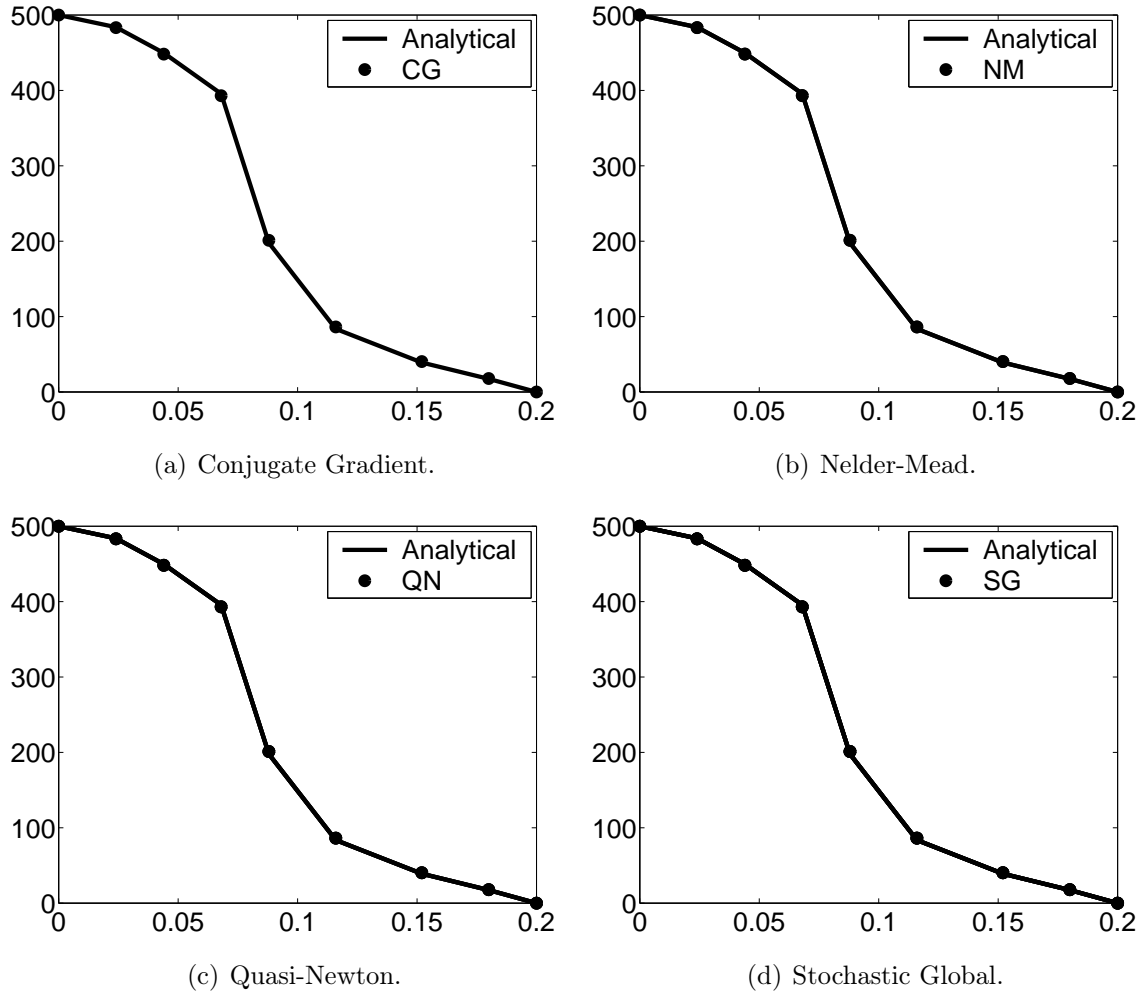 500
400
300
200
100
0
0 0.05 0.1 0.15 0.2
Analytical
CG
(a) Conjugate Gradient.
500
400
300
200
100
0
0 0.05 0.1 0.15 0.2
Analytical
NM
(b) Nelder-Mead.
500
400
300
200
100
0
0 0.05 0.1 0.15 0.2
Analytical
QN
(c) Quasi-Newton.
500
400
300
200
100
0
0 0.05 0.1 0.15 0.2
Analytical
SG
(d) Stochastic Global.